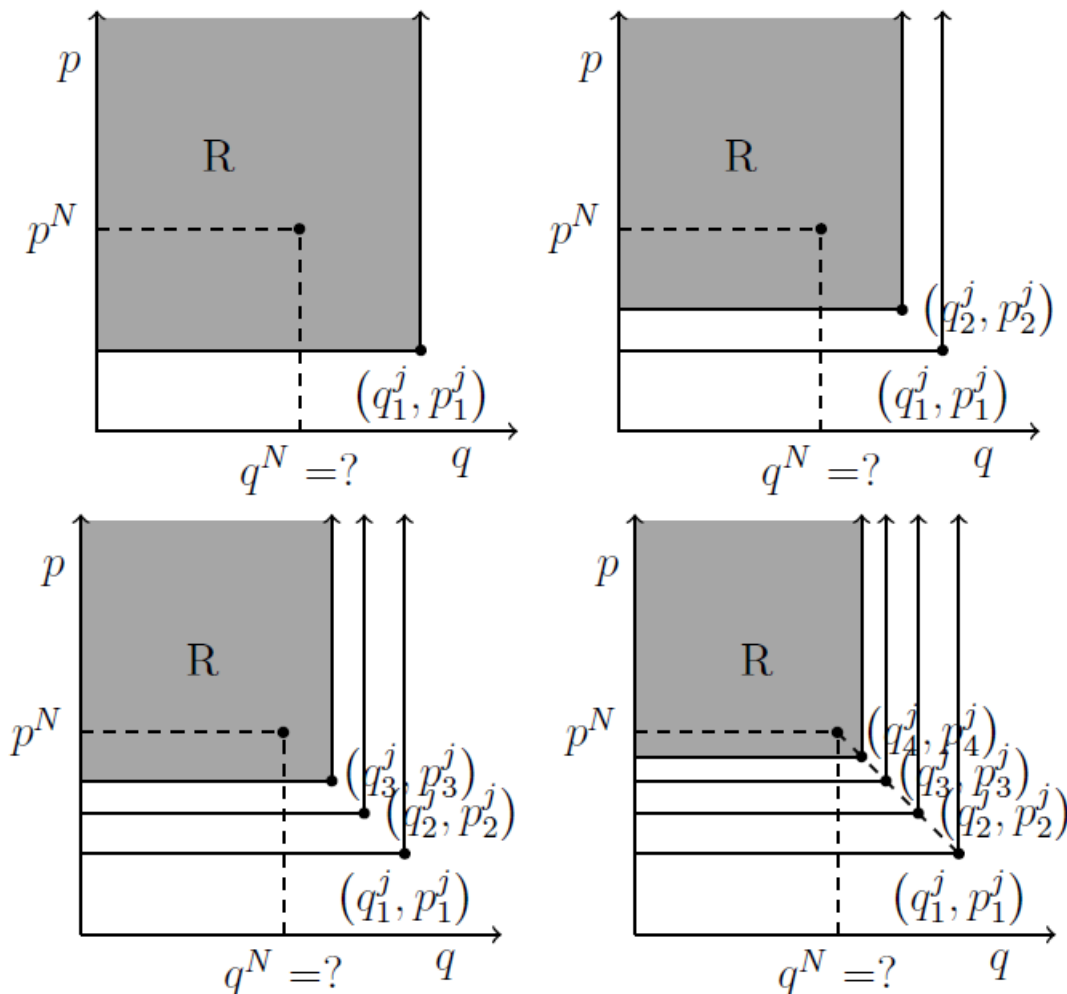 p
R
p^N
(q_1^j, p_1^j)
q^N =?
q
p
R
p^N
(q_2^j, p_2^j)
(q_1^j, p_1^j)
q^N =?
q
p
R
p^N
(q_3^j, p_3^j)
(q_2^j, p_2^j)
(q_1^j, p_1^j)
q^N =?
q
p
R
p^N
(q_4^j, p_4^j)
(q_3^j, p_3^j)
(q_2^j, p_2^j)
(q_1^j, p_1^j)
q^N =?
q